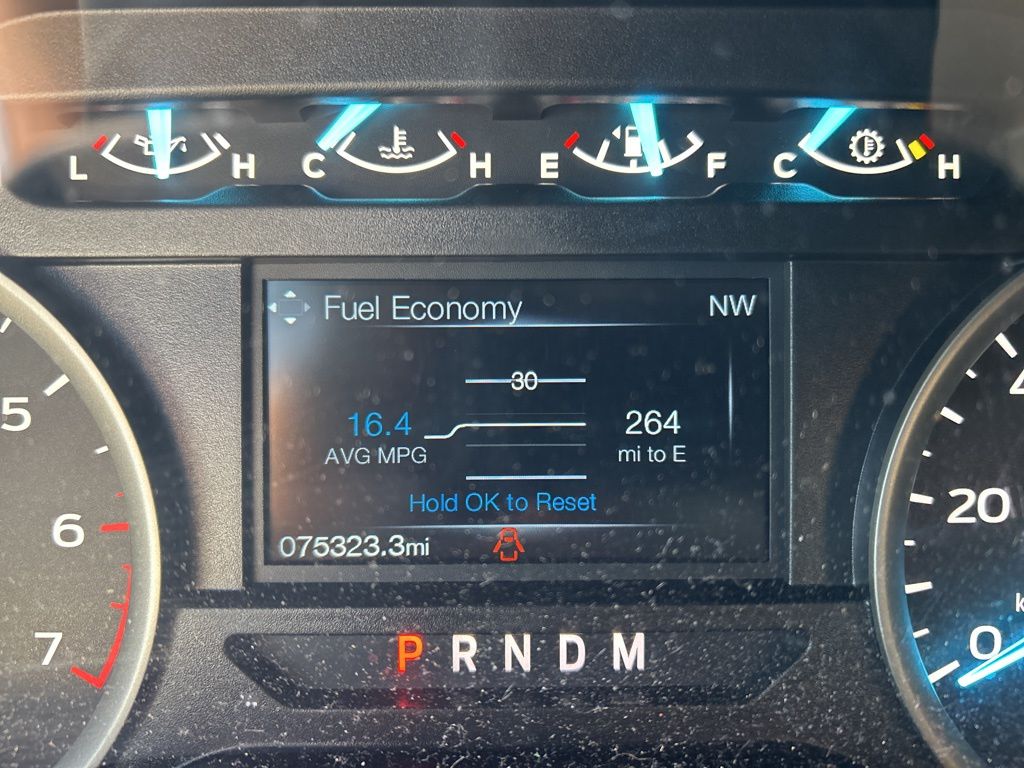 L H C H E F C H
Fuel Economy NW
30
16.4 264
AVG MPG mi to E
Hold OK to Reset
075323.3mi
5
6
7
20
0
P R N D M